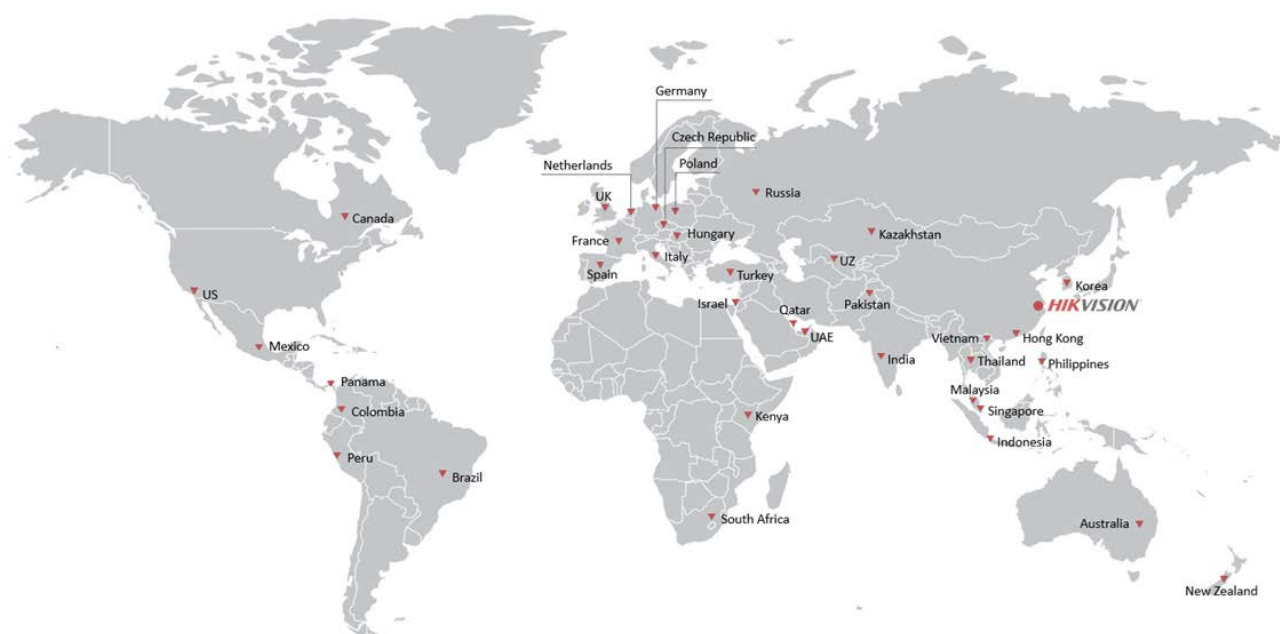 Germany
Czech Republic
Netherlands
Poland
UK
Russia
Canada
Kazakhstan
Hungary
France
Italy
UZ
Spain
Turkey
Korea
US
Israel
Pakistan
HIKVISION
Qatar
UAE
Vietnam
Hong Kong
Mexico
India
Thailand
Philippines
Panama
Malaysia
Colombia
Singapore
Kenya
Indonesia
Peru
Brazil
South Africa
Australia
New Zealand